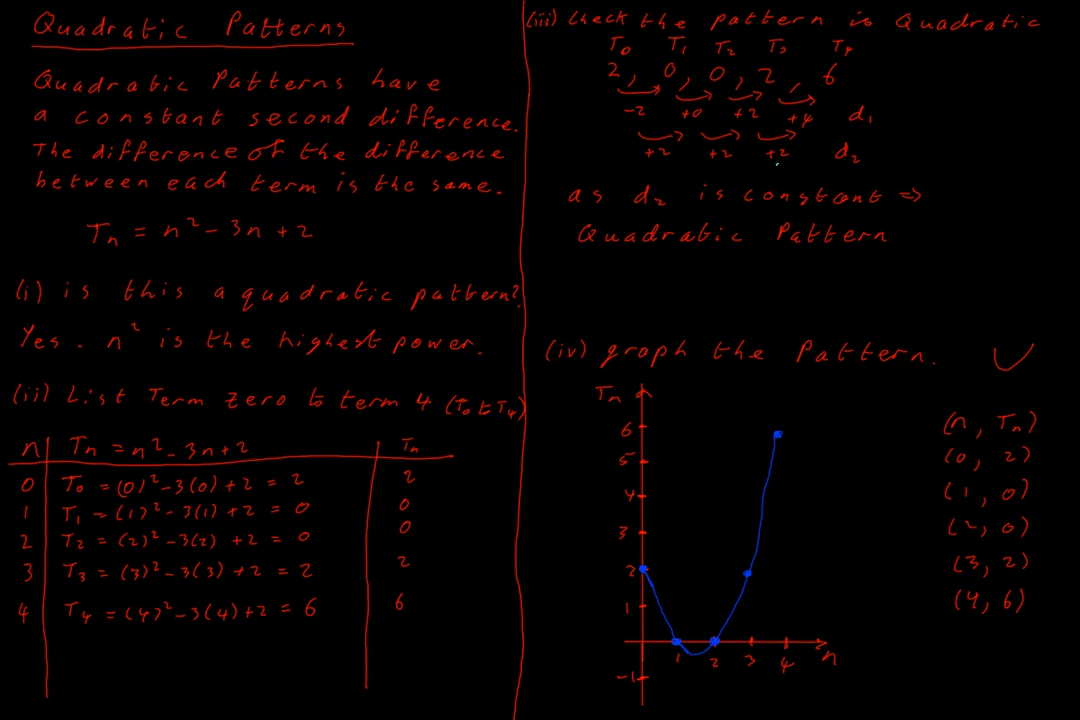 Quadratic Patterns
Quadratic Patterns have
a constant second difference.
The difference of the difference
between each term is the same.
Tₙ = n² - 3n + 2
(i) is this a quadratic pattern?
Yes. n² is the highest power.
(ii) List Term zero to term 4 (T₀ to T₄)
n Tₙ = n² - 3n + 2 Tₙ
0 T₀ = (0)² - 3(0) + 2 = 2 2
1 T₁ = (1)² - 3(1) + 2 = 0 0
2 T₂ = (2)² - 3(2) + 2 = 0 0
3 T₃ = (3)² - 3(3) + 2 = 2 2
4 T₄ = (4)² - 3(4) + 2 = 6 6
(iii) Check the pattern is Quadratic
T₀ T₁ T₂ T₃ T₄
2, 0, 0, 2, 6
-2 +0 +2 +4 d₁
+2 +2 +2 d₂
as d₂ is constant ⇒
Quadratic Pattern
(iv) graph the Pattern.
Tₙ
6
5
4
3
2
1
-1
1 2 3 4 n
(n, Tₙ)
(0, 2)
(1, 0)
(2, 0)
(3, 2)
(4, 6)